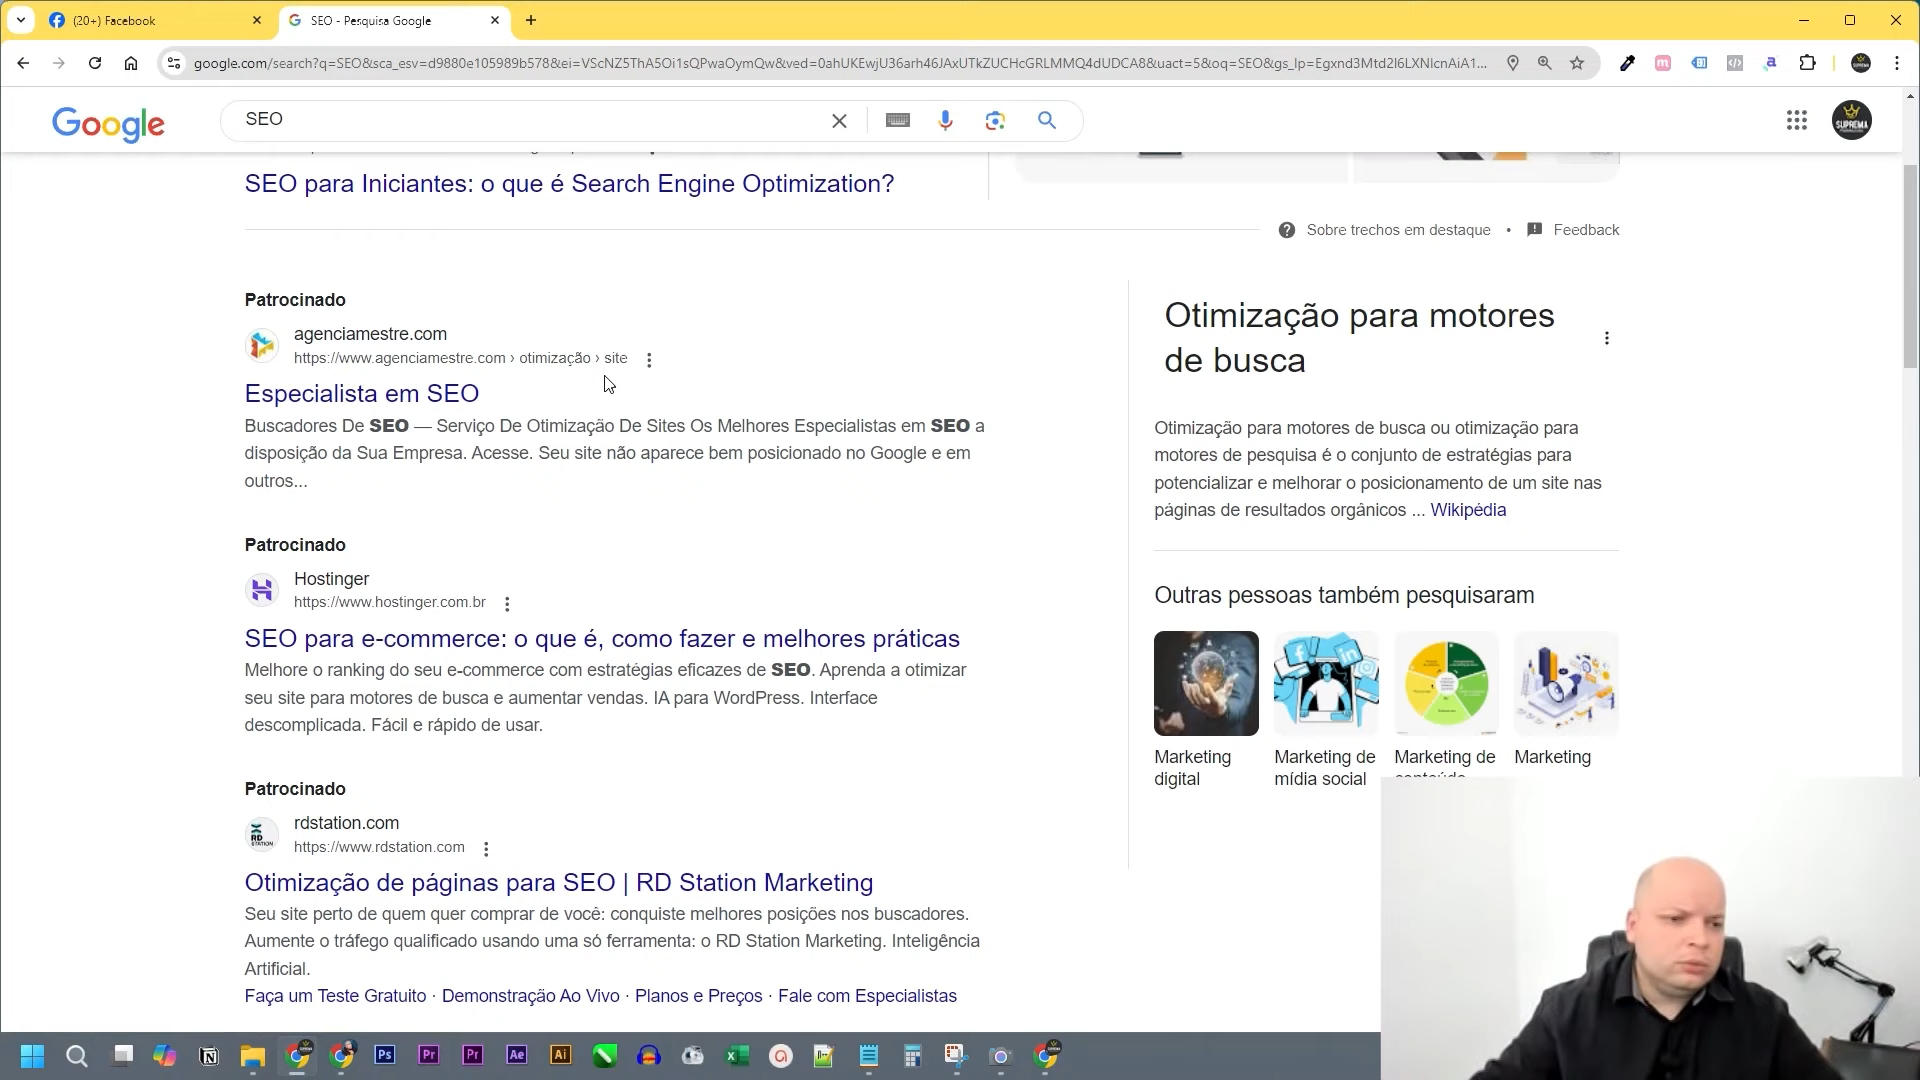 (20+) Facebook
SEO - Pesquisa Google
google.com/search?q=SEO&sca_esv=d9880e105989b578&ei=VScNZ5ThA5Oi1sQPwaOymQw&ved=0ahUKEwjU36arh46JAxUTkZUCHcGRLMMQ4dUDCA8&uact=5&oq=SEO&gs_lp=Egxnd3Mtd2l6LXNlcnAiA1...
Google
SEO
SUPREMA
SEO para Iniciantes: o que é Search Engine Optimization?
Sobre trechos em destaque • Feedback
Patrocinado
agenciamestre.com
https://www.agenciamestre.com › otimização › site
Especialista em SEO
Buscadores De SEO — Serviço De Otimização De Sites Os Melhores Especialistas em SEO a
disposição da Sua Empresa. Acesse. Seu site não aparece bem posicionado no Google e em
outros...
Patrocinado
Hostinger
https://www.hostinger.com.br
SEO para e-commerce: o que é, como fazer e melhores práticas
Melhore o ranking do seu e-commerce com estratégias eficazes de SEO. Aprenda a otimizar
seu site para motores de busca e aumentar vendas. IA para WordPress. Interface
descomplicada. Fácil e rápido de usar.
Patrocinado
RD
STATION
rdstation.com
https://www.rdstation.com
Otimização de páginas para SEO | RD Station Marketing
Seu site perto de quem quer comprar de você: conquiste melhores posições nos buscadores.
Aumente o tráfego qualificado usando uma só ferramenta: o RD Station Marketing. Inteligência
Artificial.
Faça um Teste Gratuito · Demonstração Ao Vivo · Planos e Preços · Fale com Especialistas
Otimização para motores
de busca
Otimização para motores de busca ou otimização para
motores de pesquisa é o conjunto de estratégias para
potencializar e melhorar o posicionamento de um site nas
páginas de resultados orgânicos ... Wikipédia
Outras pessoas também pesquisaram
Marketing
digital
Marketing de
mídia social
Marketing de
conteúdo
Marketing
Ps
Pr
Pr
Ae
Ai